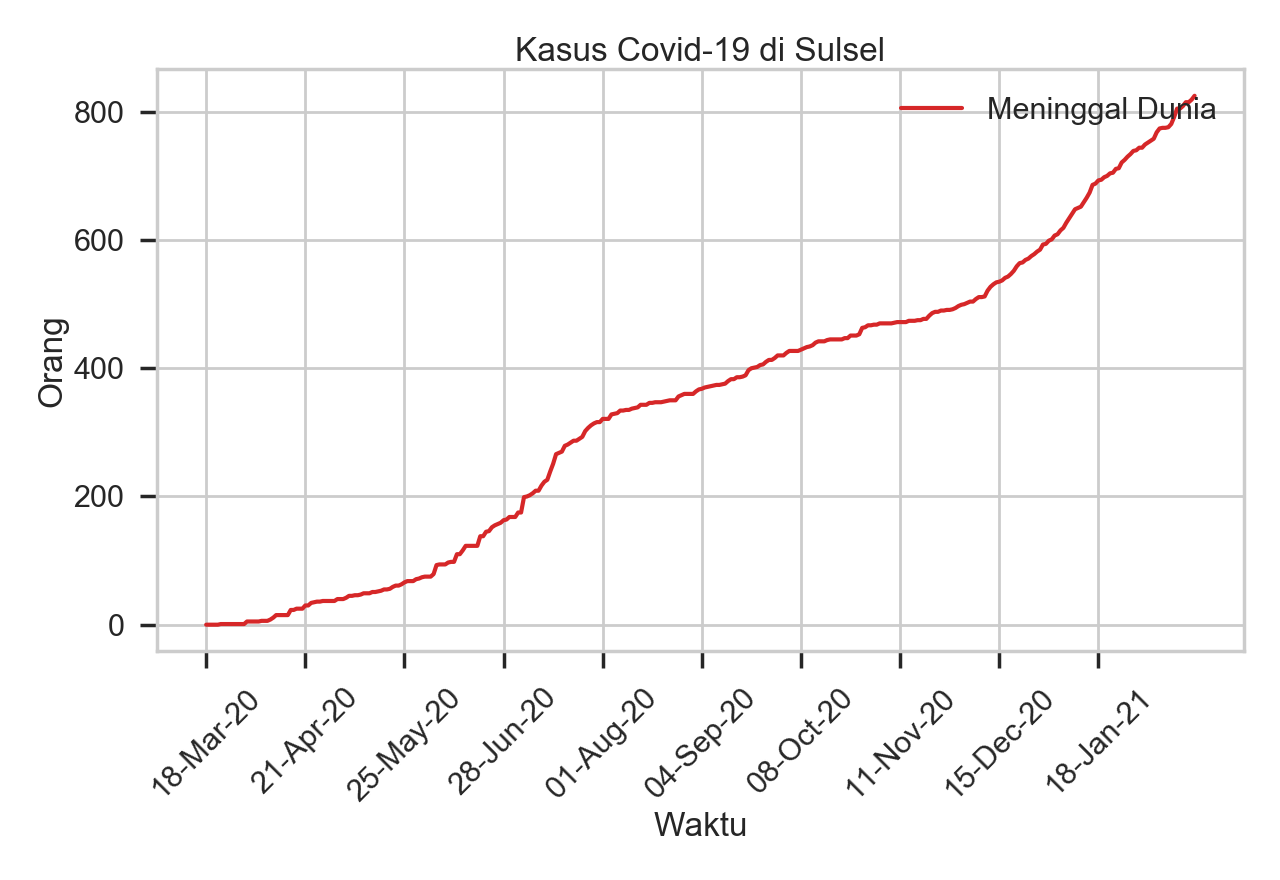 Kasus Covid-19 di Sulsel
Meninggal Dunia
800
600
400
200
0
Orang
18-Mar-20
21-Apr-20
25-May-20
28-Jun-20
01-Aug-20
04-Sep-20
08-Oct-20
11-Nov-20
15-Dec-20
18-Jan-21
Waktu